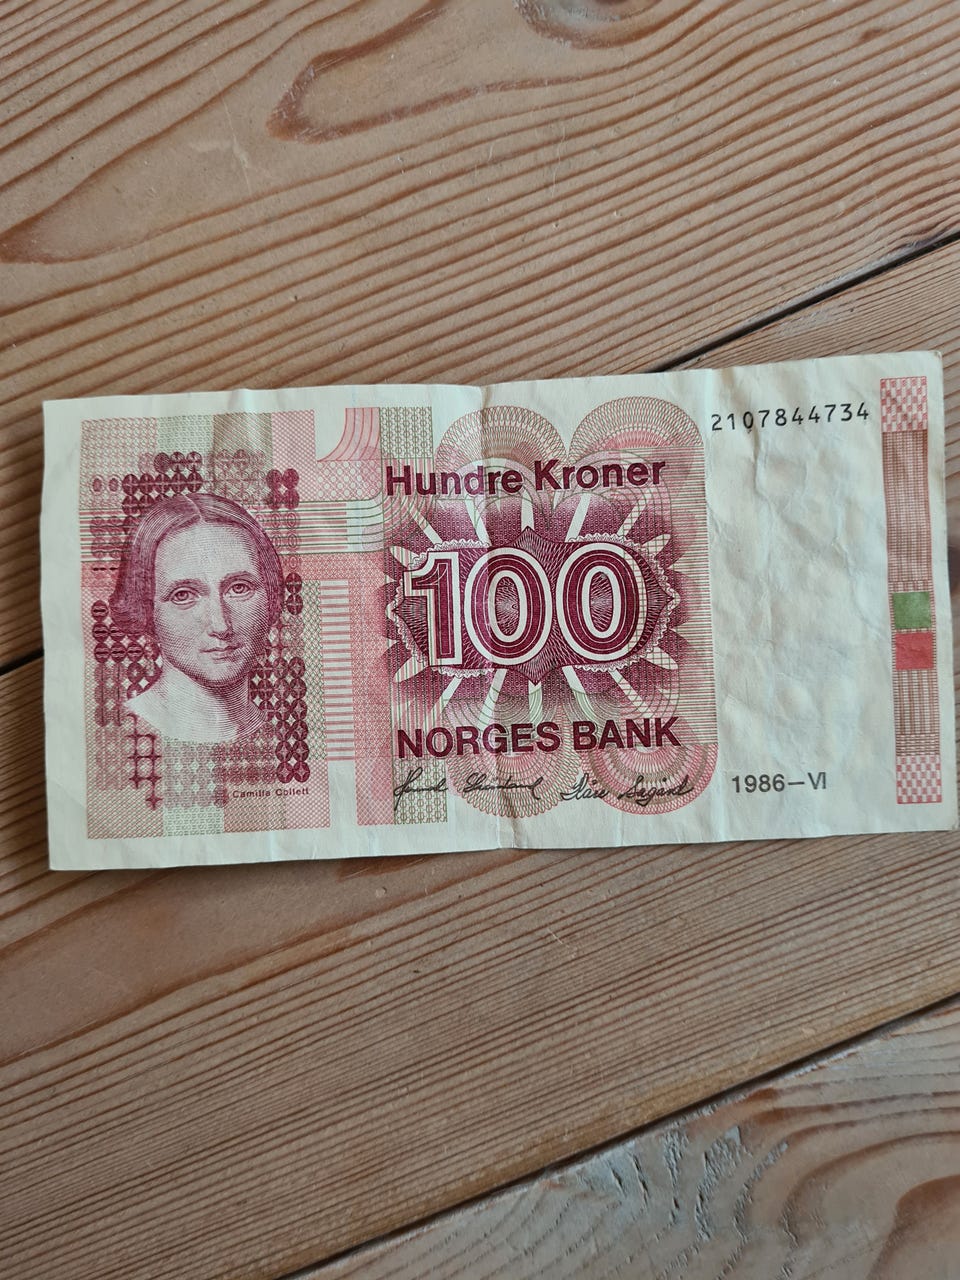 2107844734
Hundre Kroner
100
NORGES BANK
1986–VI
Camilla Collett